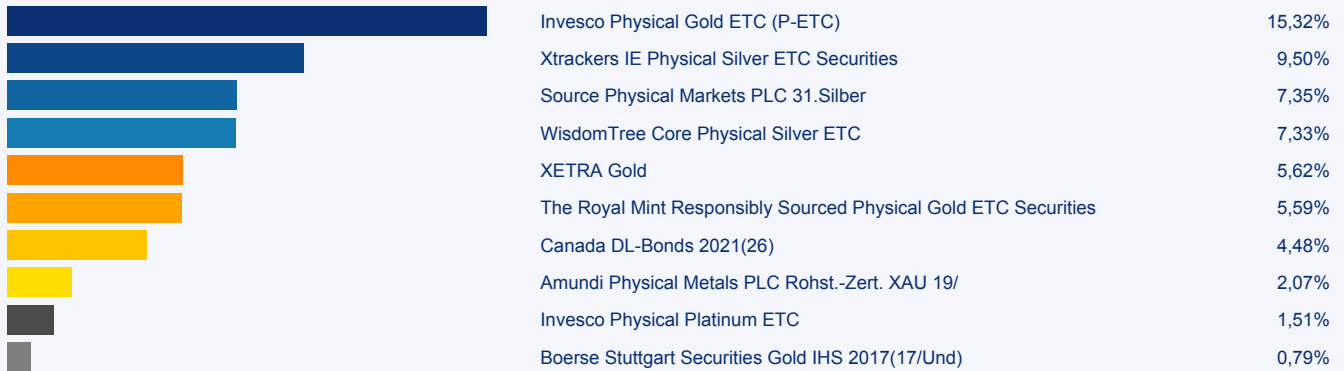 Invesco Physical Gold ETC (P-ETC) 15,32%
Xtrackers IE Physical Silver ETC Securities 9,50%
Source Physical Markets PLC 31.Silber 7,35%
WisdomTree Core Physical Silver ETC 7,33%
XETRA Gold 5,62%
The Royal Mint Responsibly Sourced Physical Gold ETC Securities 5,59%
Canada DL-Bonds 2021(26) 4,48%
Amundi Physical Metals PLC Rohst.-Zert. XAU 19/ 2,07%
Invesco Physical Platinum ETC 1,51%
Boerse Stuttgart Securities Gold IHS 2017(17/Und) 0,79%